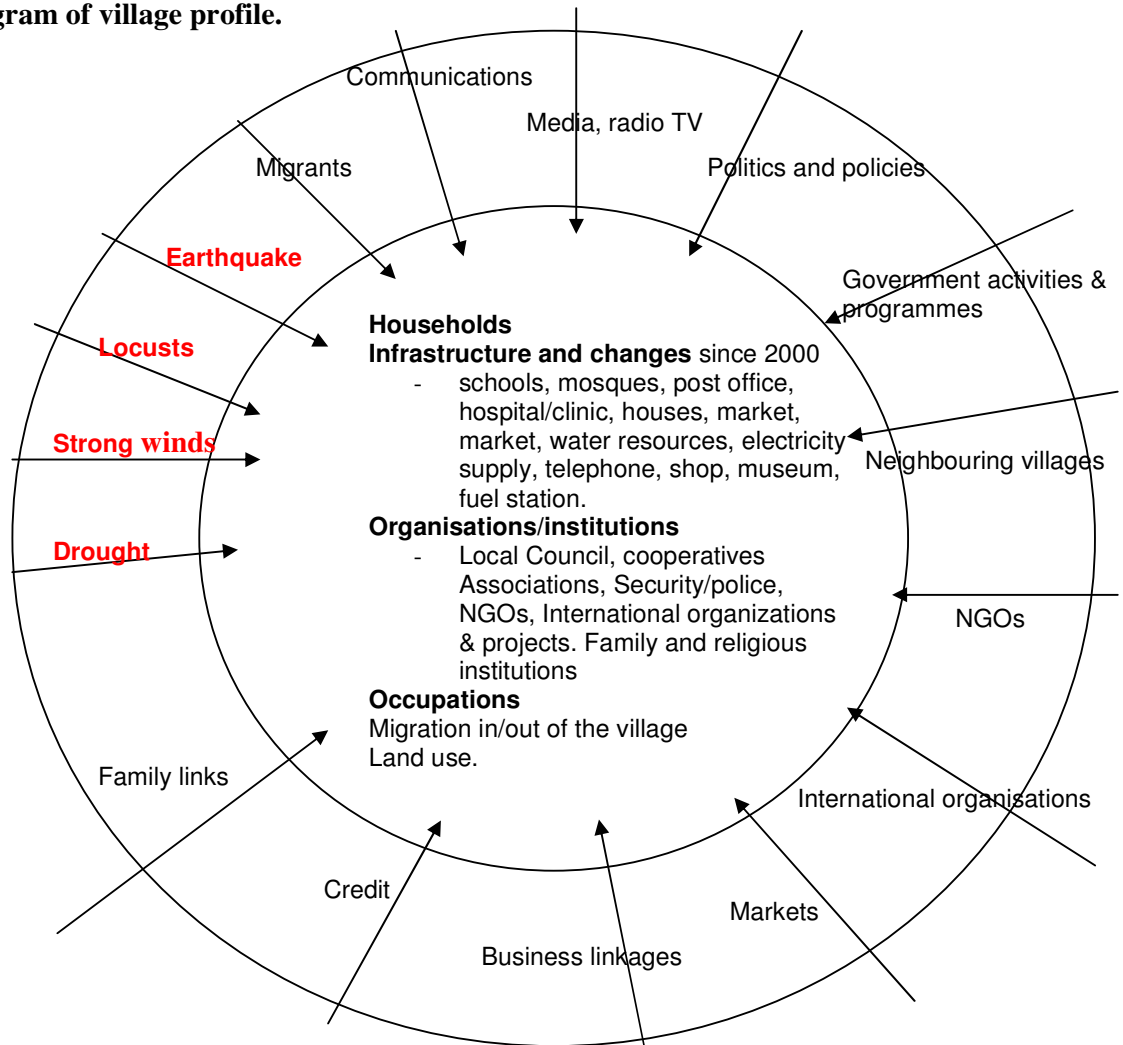 gram of village profile.
Communications
Media, radio TV
Migrants
Politics and policies
Earthquake
Government activities &
programmes
Locusts
Strong winds
Neighbouring villages
Drought
NGOs
Households
Infrastructure and changes since 2000
- schools, mosques, post office,
hospital/clinic, houses, market,
market, water resources, electricity
supply, telephone, shop, museum,
fuel station.
Organisations/institutions
- Local Council, cooperatives
Associations, Security/police,
NGOs, International organizations
& projects. Family and religious
institutions
Occupations
Migration in/out of the village
Land use.
Family links
International organisations
Credit
Markets
Business linkages